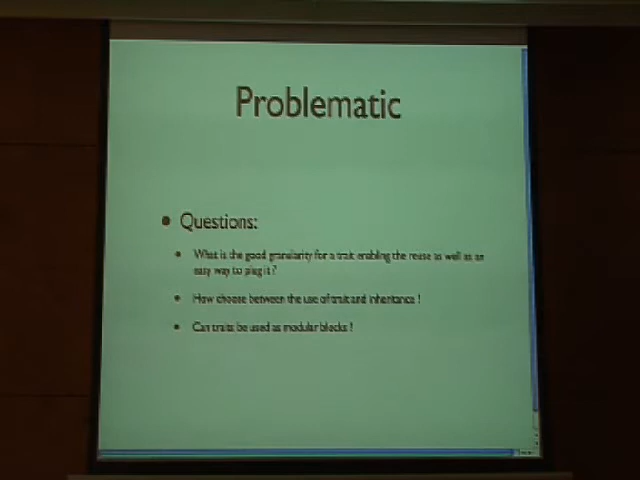 Problematic
Questions:
What is the good granularity for a trait enabling the reuse as well as an
easy way to plug it?
How choose between the use of trait and inheritance?
Can traits be used as modular blocks?